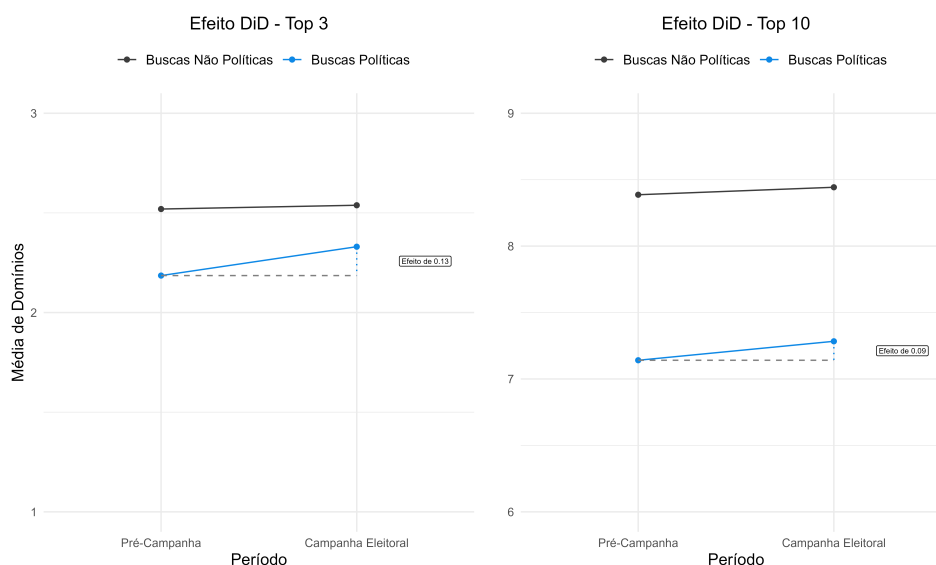 Efeito DiD - Top 3
Buscas Não Políticas Buscas Políticas
3
2
1
Média de Domínios
Efeito de 0.13
Pré-Campanha Campanha Eleitoral
Período
Efeito DiD - Top 10
Buscas Não Políticas Buscas Políticas
9
8
7
6
Efeito de 0.09
Pré-Campanha Campanha Eleitoral
Período